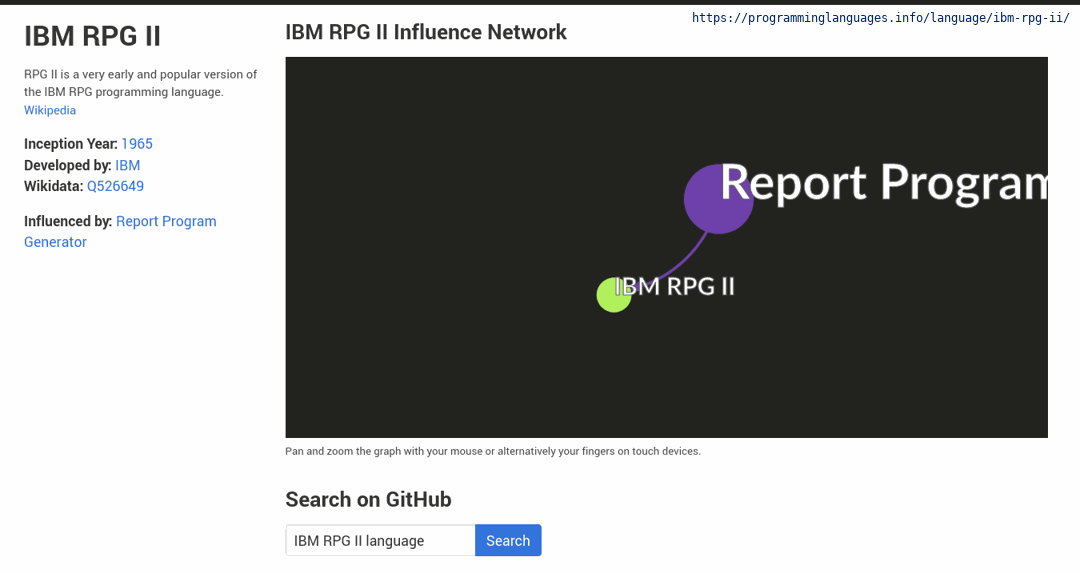 https://programminglanguages.info/language/ibm-rpg-ii/
IBM RPG II
RPG II is a very early and popular version of
the IBM RPG programming language.
Wikipedia
Inception Year: 1965
Developed by: IBM
Wikidata: Q526649
Influenced by: Report Program
Generator
IBM RPG II Influence Network
Report Program
IBM RPG II
Pan and zoom the graph with your mouse or alternatively your fingers on touch devices.
Search on GitHub
IBM RPG II language
Search